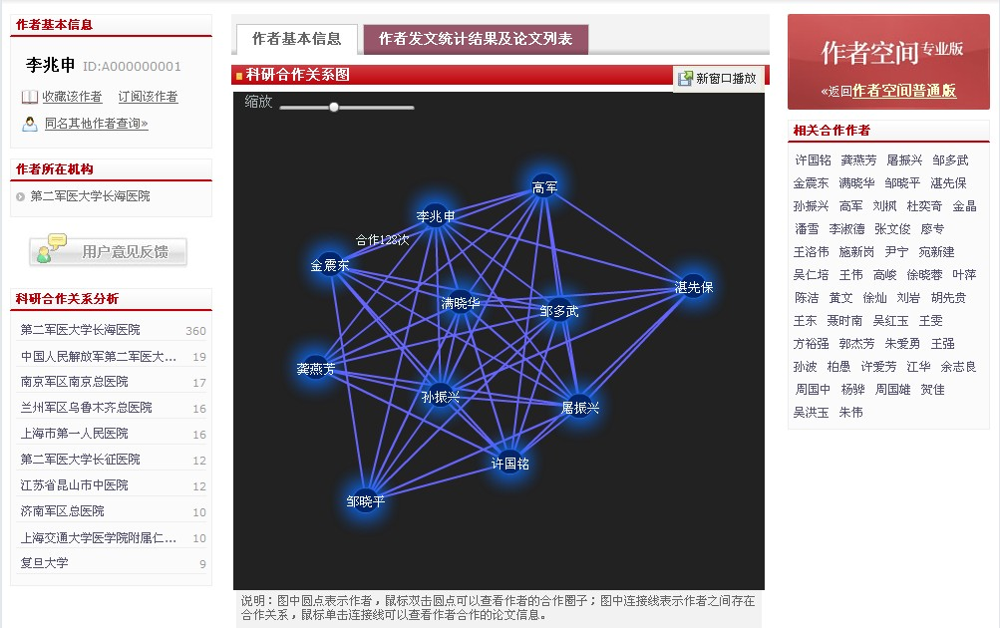 作者基本信息
李兆申 ID:A000000001
收藏该作者 订阅该作者
同名其他作者查询»
作者所在机构
第二军医大学长海医院
用户意见反馈
科研合作关系分析
第二军医大学长海医院 360
中国人民解放军第二军医大... 19
南京军区南京总医院 17
兰州军区乌鲁木齐总医院 16
上海市第一人民医院 16
第二军医大学长征医院 12
江苏省昆山市中医院 12
济南军区总医院 10
上海交通大学医学院附属仁... 10
复旦大学 9
作者基本信息 作者发文统计结果及论文列表
科研合作关系图 新窗口播放
缩放
高军
李兆申
合作128次
金震东
湛先保
满晓华
邹多武
龚燕芳
孙振兴
屠振兴
许国铭
邹晓平
说明：图中圆点表示作者，鼠标双击圆点可以查看作者的合作圈子；图中连接线表示作者之间存在
合作关系，鼠标单击连接线可以查看作者合作的论文信息。
作者空间专业版
«返回作者空间普通版
相关合作作者
许国铭 龚燕芳 屠振兴 邹多武
金震东 满晓华 邹晓平 湛先保
孙振兴 高军 刘枫 杜奕奇 金晶
潘雪 李淑德 张文俊 廖专
王洛伟 施新岗 尹宁 宛新建
吴仁培 王伟 高峻 徐晓蓉 叶萍
陈洁 黄文 徐灿 刘岩 胡先贵
王东 聂时南 吴红玉 王雯
方裕强 郭杰芳 朱爱勇 王强
孙波 柏愚 许爱芳 江华 余志良
周国中 杨骅 周国雄 贺佳
吴洪玉 朱伟